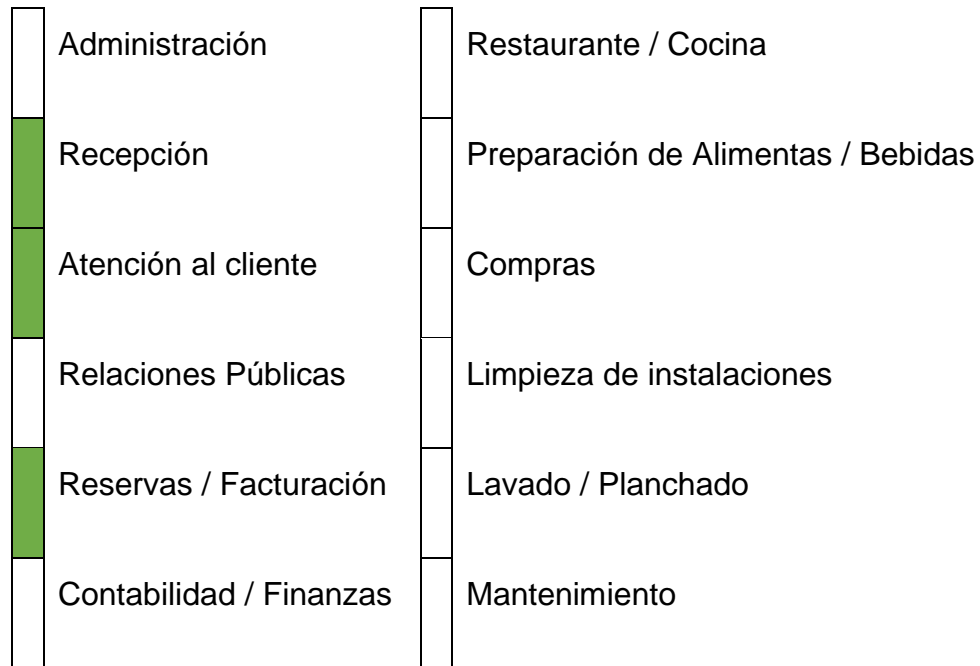 Administración
Recepción
Atención al cliente
Relaciones Públicas
Reservas / Facturación
Contabilidad / Finanzas
Restaurante / Cocina
Preparación de Alimentas / Bebidas
Compras
Limpieza de instalaciones
Lavado / Planchado
Mantenimiento